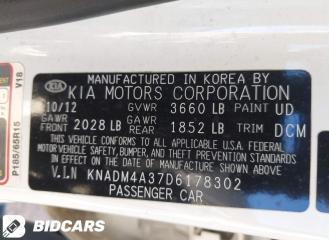 MANUFACTURED IN KOREA BY
KIA KIA MOTORS CORPORATION
10/12 GVWR 3660 LB PAINT UD
GAWR FRONT 2028 LB GAWR REAR 1852 LB TRIM DCM
THIS VEHICLE CONFORMS TO ALL APPLICABLE U.S.A. FEDERAL
MOTOR VEHICLE SAFETY, BUMPER, AND THEFT PREVENTION STANDARDS
IN EFFECT ON THE DATE OF MANUFACTURE SHOWN ABOVE.
V.I.N KNADM4A37D6178302
PASSENGER CAR
V18
P185/65R15
BIDCARS